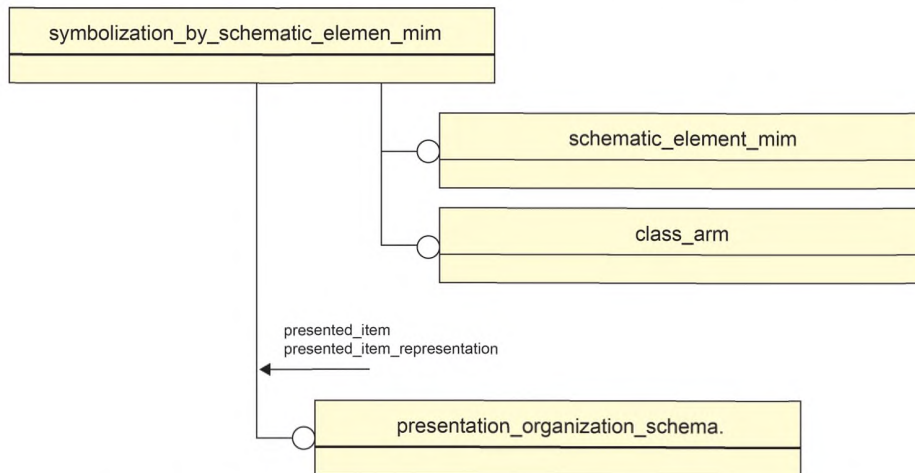 symbolization_by_schematic_elemen_mim
schematic_element_mim
class_arm
presented_item
presented_item_representation
presentation_organization_schema.